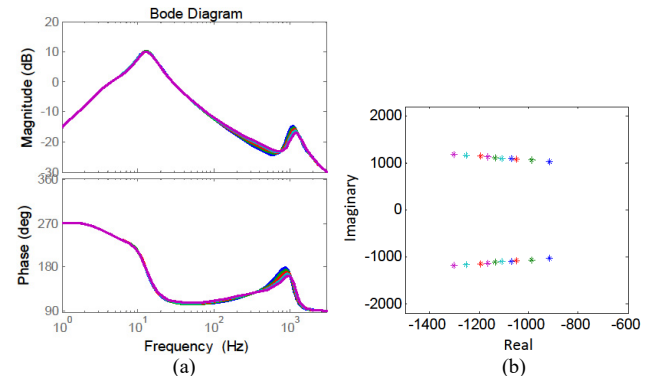 Bode Diagram
20
10
0
-10
-20
-30
Magnitude (dB)
360
270
180
90
Phase (deg)
10^0
10^1
10^2
10^3
Frequency (Hz)
(a)
2000
1000
0
-1000
-2000
Imaginary
-1400 -1200 -1000 -800 -600
Real
(b)